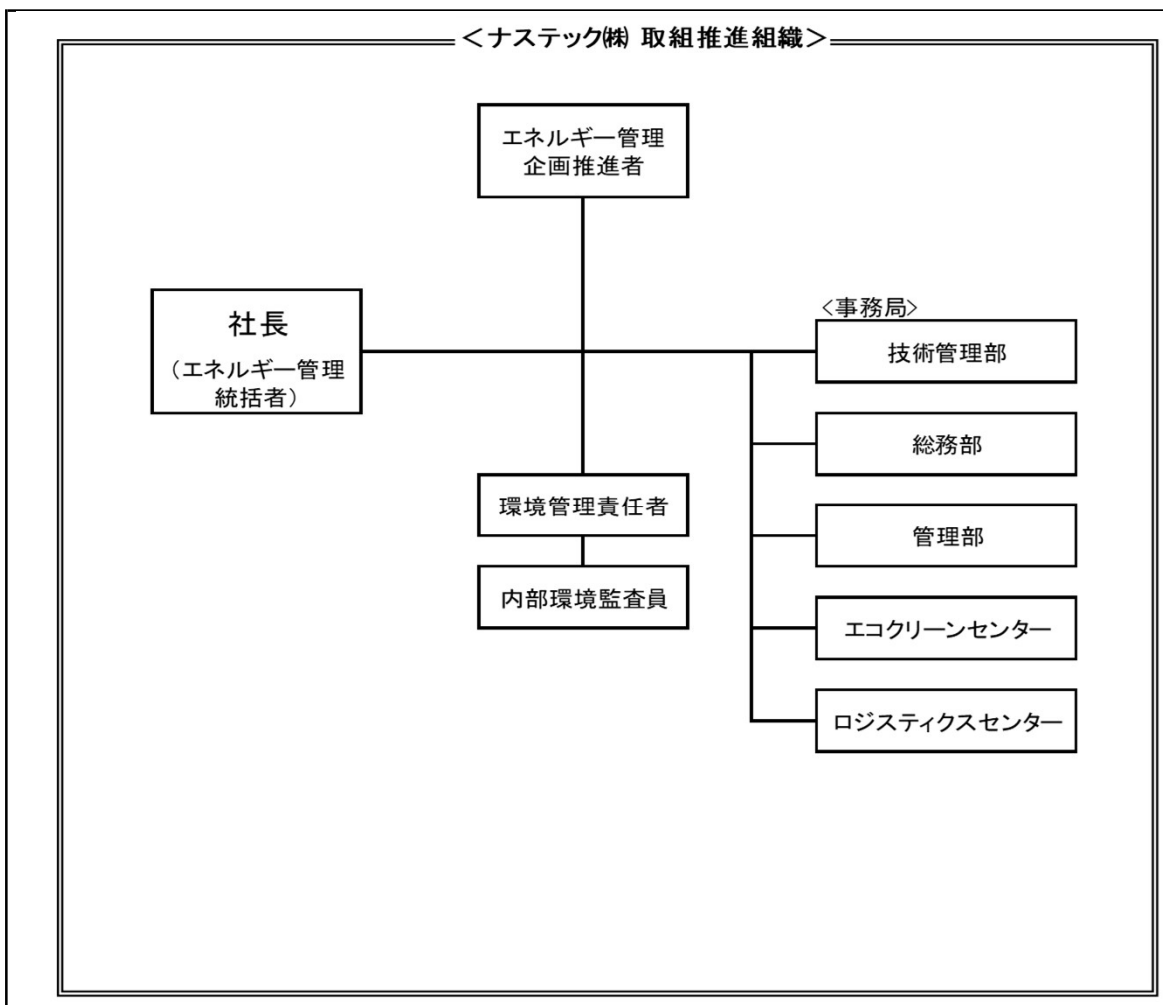 ＜ナステック㈱ 取組推進組織＞
エネルギー管理
企画推進者
社長
（エネルギー管理
統括者）
<事務局>
技術管理部
総務部
管理部
エコクリーンセンター
ロジスティクスセンター
環境管理責任者
内部環境監査員